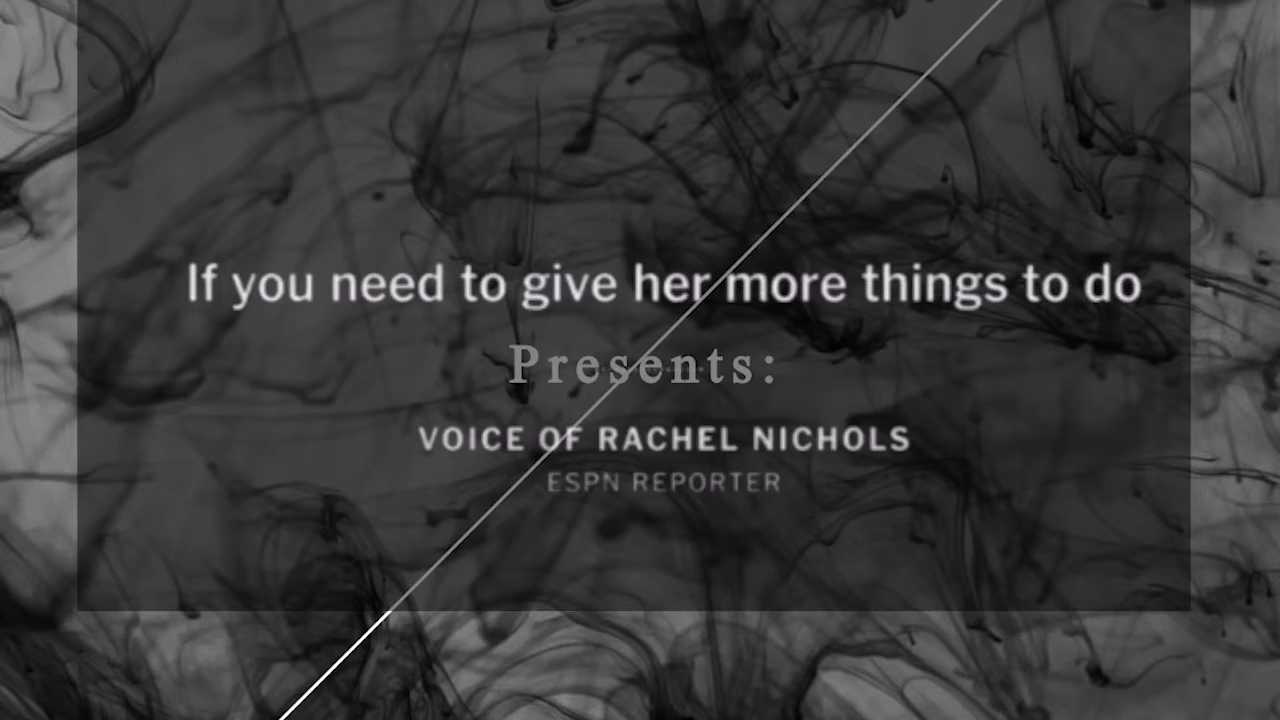 If you need to give her more things to do
Presents:
VOICE OF RACHEL NICHOLS
ESPN REPORTER